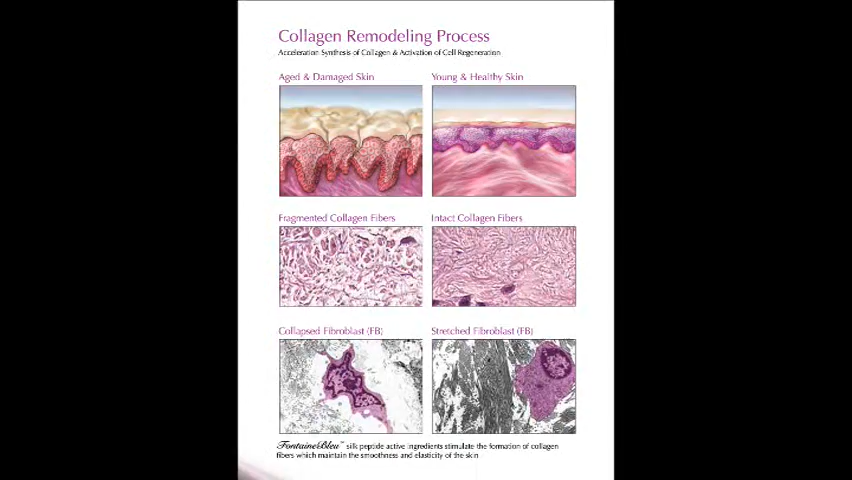 Collagen Remodeling Process
Acceleration Synthesis of Collagen & Activation of Cell Regeneration
Aged & Damaged Skin
Young & Healthy Skin
Fragmented Collagen Fibers
Intact Collagen Fibers
Collapsed Fibroblast (FB)
Stretched Fibroblast (FB)
FontaineBleu™ silk peptide active ingredients stimulate the formation of collagen
fibers which maintain the smoothness and elasticity of the skin